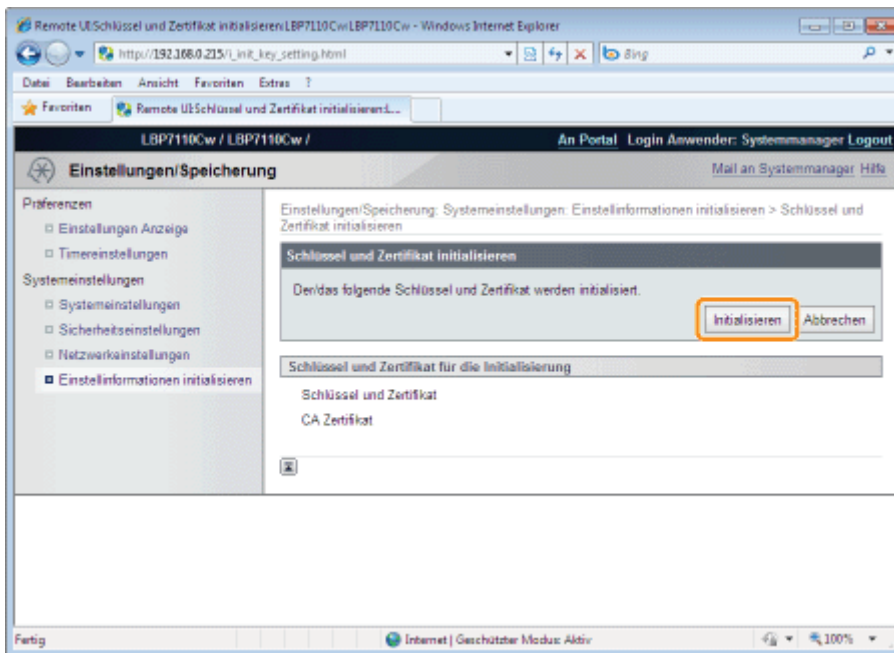 Remote UI:Schlüssel und Zertifikat initialisieren:LBP7110Cw:LBP7110Cw - Windows Internet Explorer
http://192.168.0.215/i_init_key_setting.html
Bing
Datei Bearbeiten Ansicht Favoriten Extras ?
Favoriten Remote UI:Schlüssel und Zertifikat initialisieren:L...
LBP7110Cw / LBP7110Cw / An Portal Login Anwender: Systemmanager Logout
Einstellungen/Speicherung Mail an Systemmanager Hilfe
Präferenzen
Einstellungen Anzeige
Timereinstellungen
Systemeinstellungen
Systemeinstellungen
Sicherheitseinstellungen
Netzwerkeinstellungen
Einstellinformationen initialisieren
Einstellungen/Speicherung: Systemeinstellungen: Einstellinformationen initialisieren > Schlüssel und
Zertifikat initialisieren
Schlüssel und Zertifikat initialisieren
Der/das folgende Schlüssel und Zertifikat werden initialisiert.
Initialisieren Abbrechen
Schlüssel und Zertifikat für die Initialisierung
Schlüssel und Zertifikat
CA Zertifikat
Fertig Internet | Geschützter Modus: Aktiv 100%